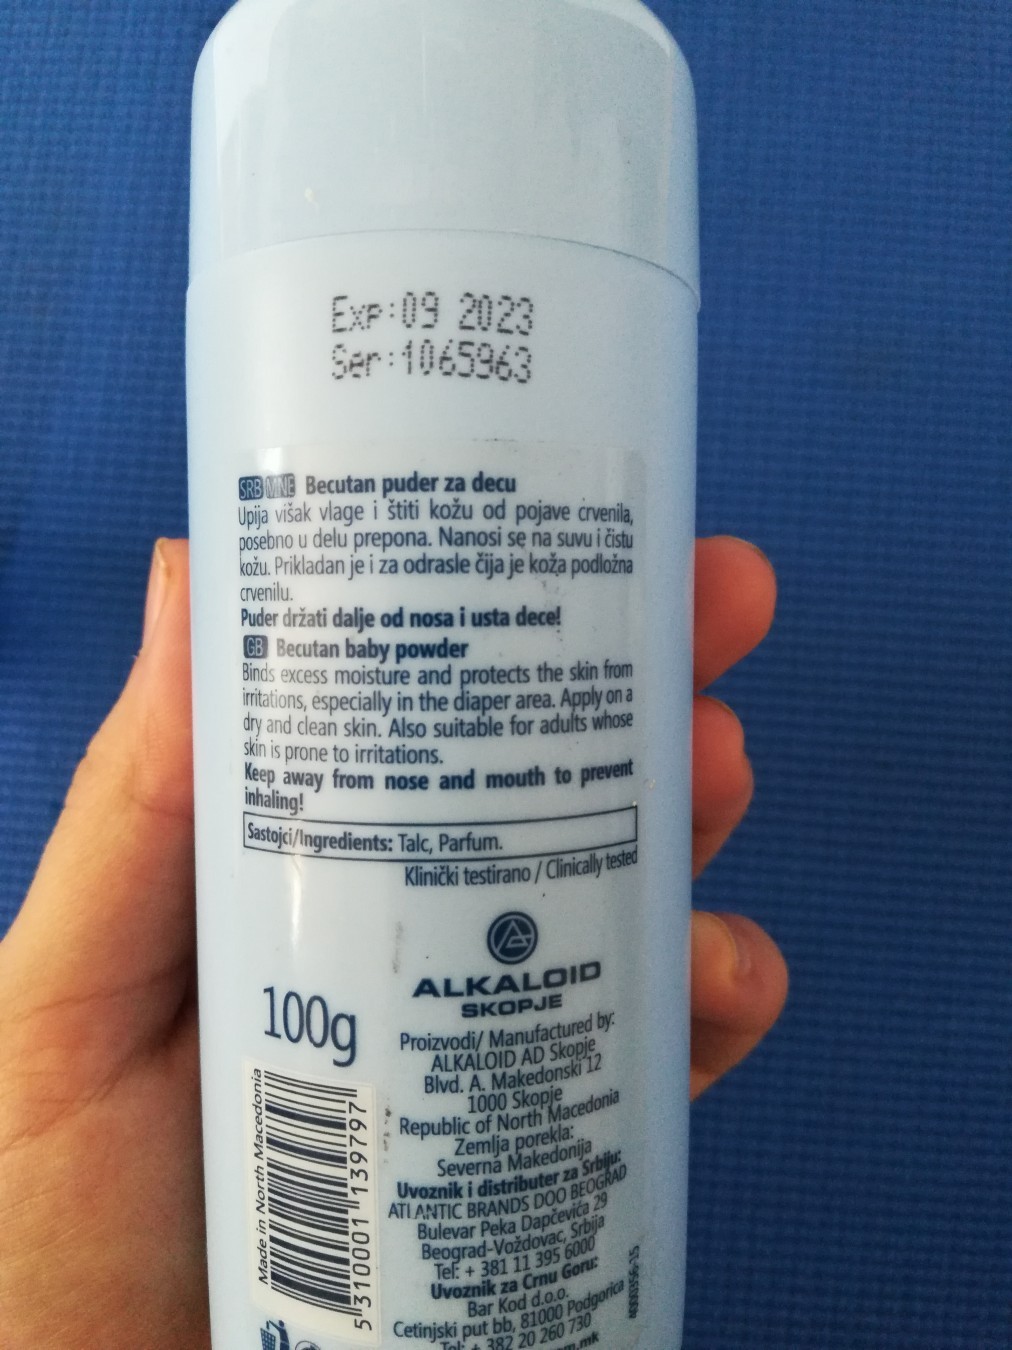 Exp:09 2023
Ser:1065963
SRB MNE Becutan puder za decu
Upija višak vlage i štiti kožu od pojave crvenila,
posebno u delu prepona. Nanosi se na suvu i čistu
kožu. Prikladan je i za odrasle čija je koža podložna
crvenilu.
Puder držati dalje od nosa i usta dece!
GB Becutan baby powder
Binds excess moisture and protects the skin from
irritations, especially in the diaper area. Apply on a
dry and clean skin. Also suitable for adults whose
skin is prone to irritations.
Keep away from nose and mouth to prevent
inhaling!
Sastojci/Ingredients: Talc, Parfum.
Klinički testirano / Clinically tested
ALKALOID
SKOPJE
100g
Proizvodi/ Manufactured by:
ALKALOID AD Skopje
Blvd. A. Makedonski 12
1000 Skopje
Republic of North Macedonia
Zemlja porekla:
Severna Makedonija
Uvoznik i distributer za Srbiju:
ATLANTIC BRANDS DOO BEOGRAD
Bulevar Peka Dapčevića 29
Beograd-Voždovac, Srbija
Tel: + 381 11 395 6000
Uvoznik za Crnu Goru:
Bar Kod d.o.o.
Cetinjski put bb, 81000 Podgorica
Tel: + 382 20 260 730
Made in North Macedonia
5 310001 139797